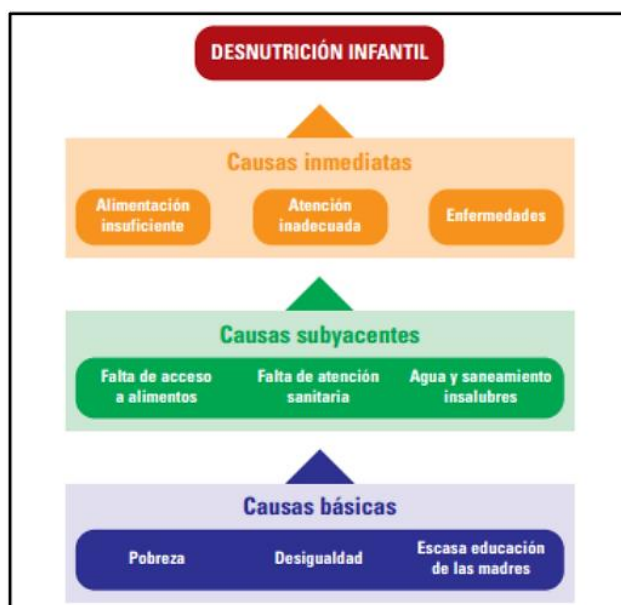 DESNUTRICIÓN INFANTIL
Causas inmediatas
Alimentación
insuficiente
Atención
inadecuada
Enfermedades
Causas subyacentes
Falta de acceso
a alimentos
Falta de atención
sanitaria
Agua y saneamiento
insalubres
Causas básicas
Pobreza
Desigualdad
Escasa educación
de las madres